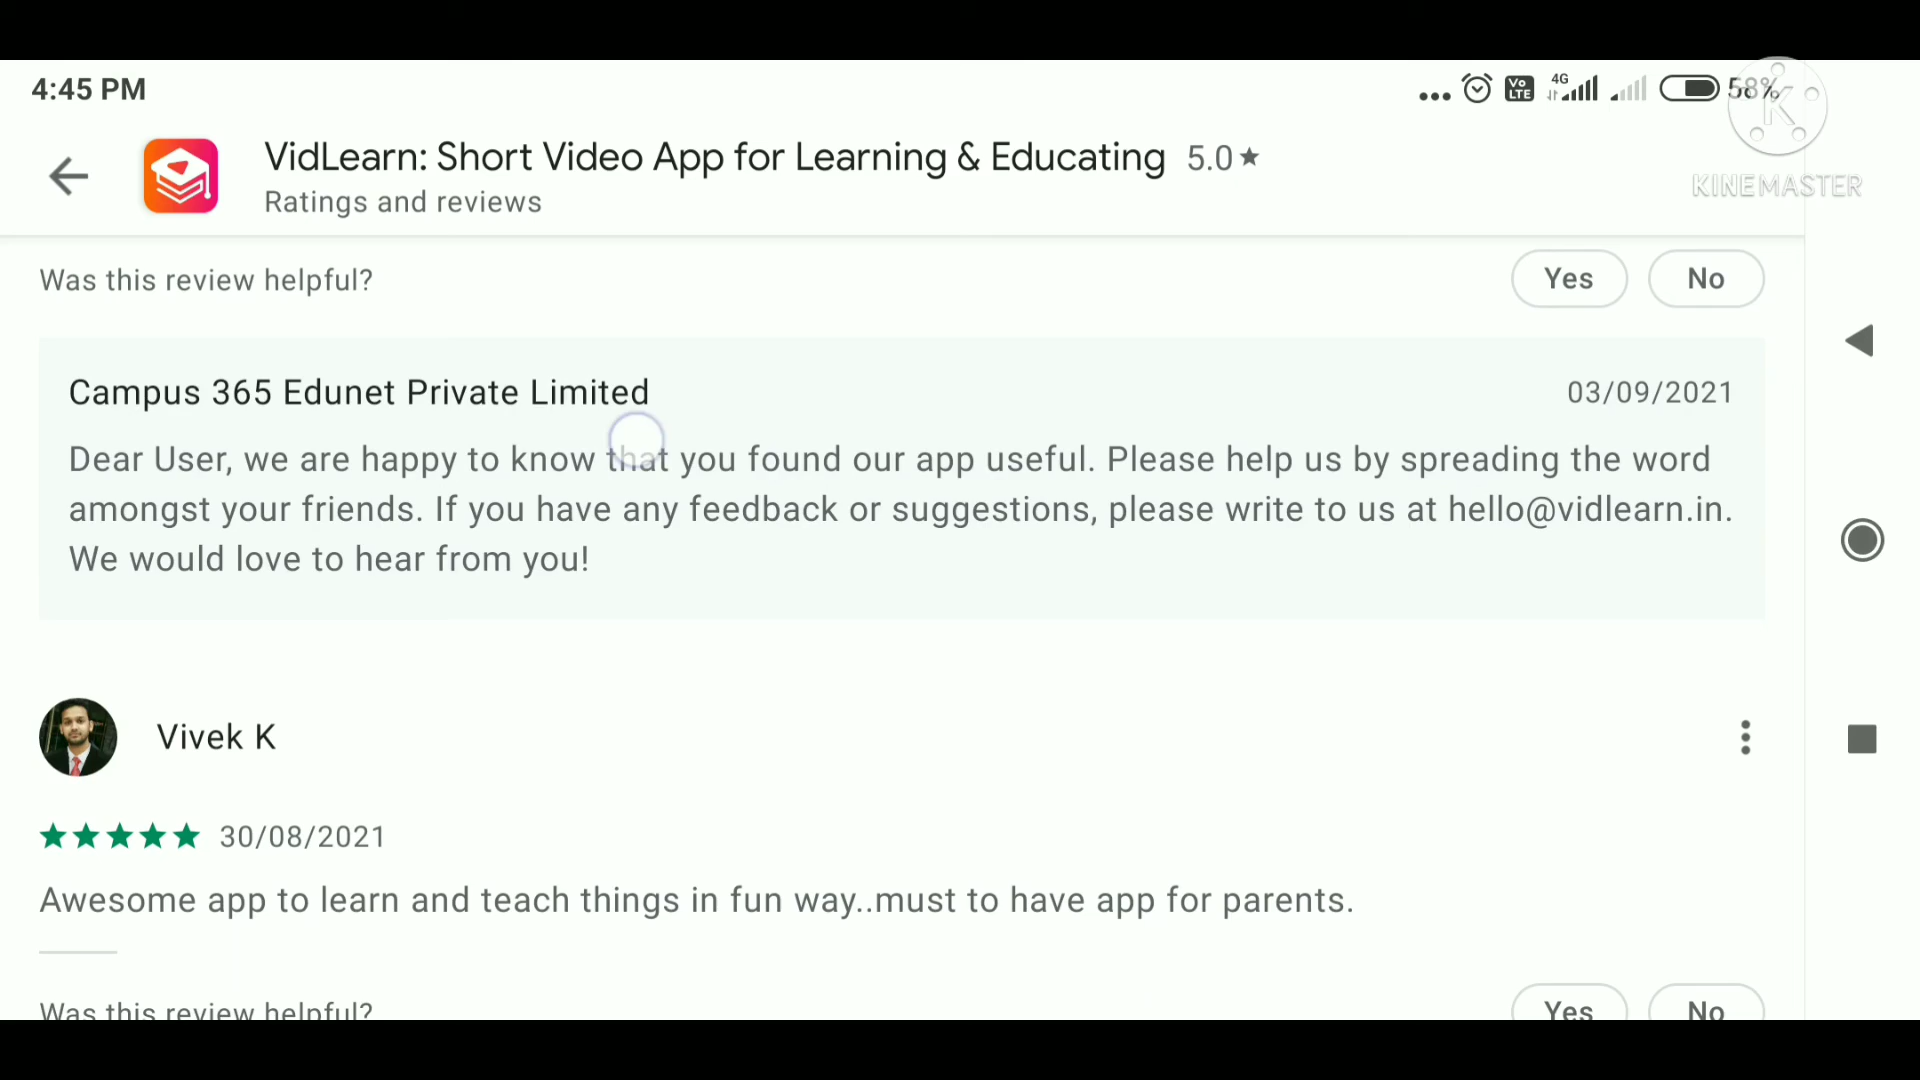 4:45 PM
Vo LTE
4G
58%
VidLearn: Short Video App for Learning & Educating 5.0★
Ratings and reviews
K
KINEMASTER
Was this review helpful?
Yes No
Campus 365 Edunet Private Limited
03/09/2021
Dear User, we are happy to know that you found our app useful. Please help us by spreading the word
amongst your friends. If you have any feedback or suggestions, please write to us at hello@vidlearn.in.
We would love to hear from you!
Vivek K
30/08/2021
Awesome app to learn and teach things in fun way..must to have app for parents.
Was this review helpful?
Yes No